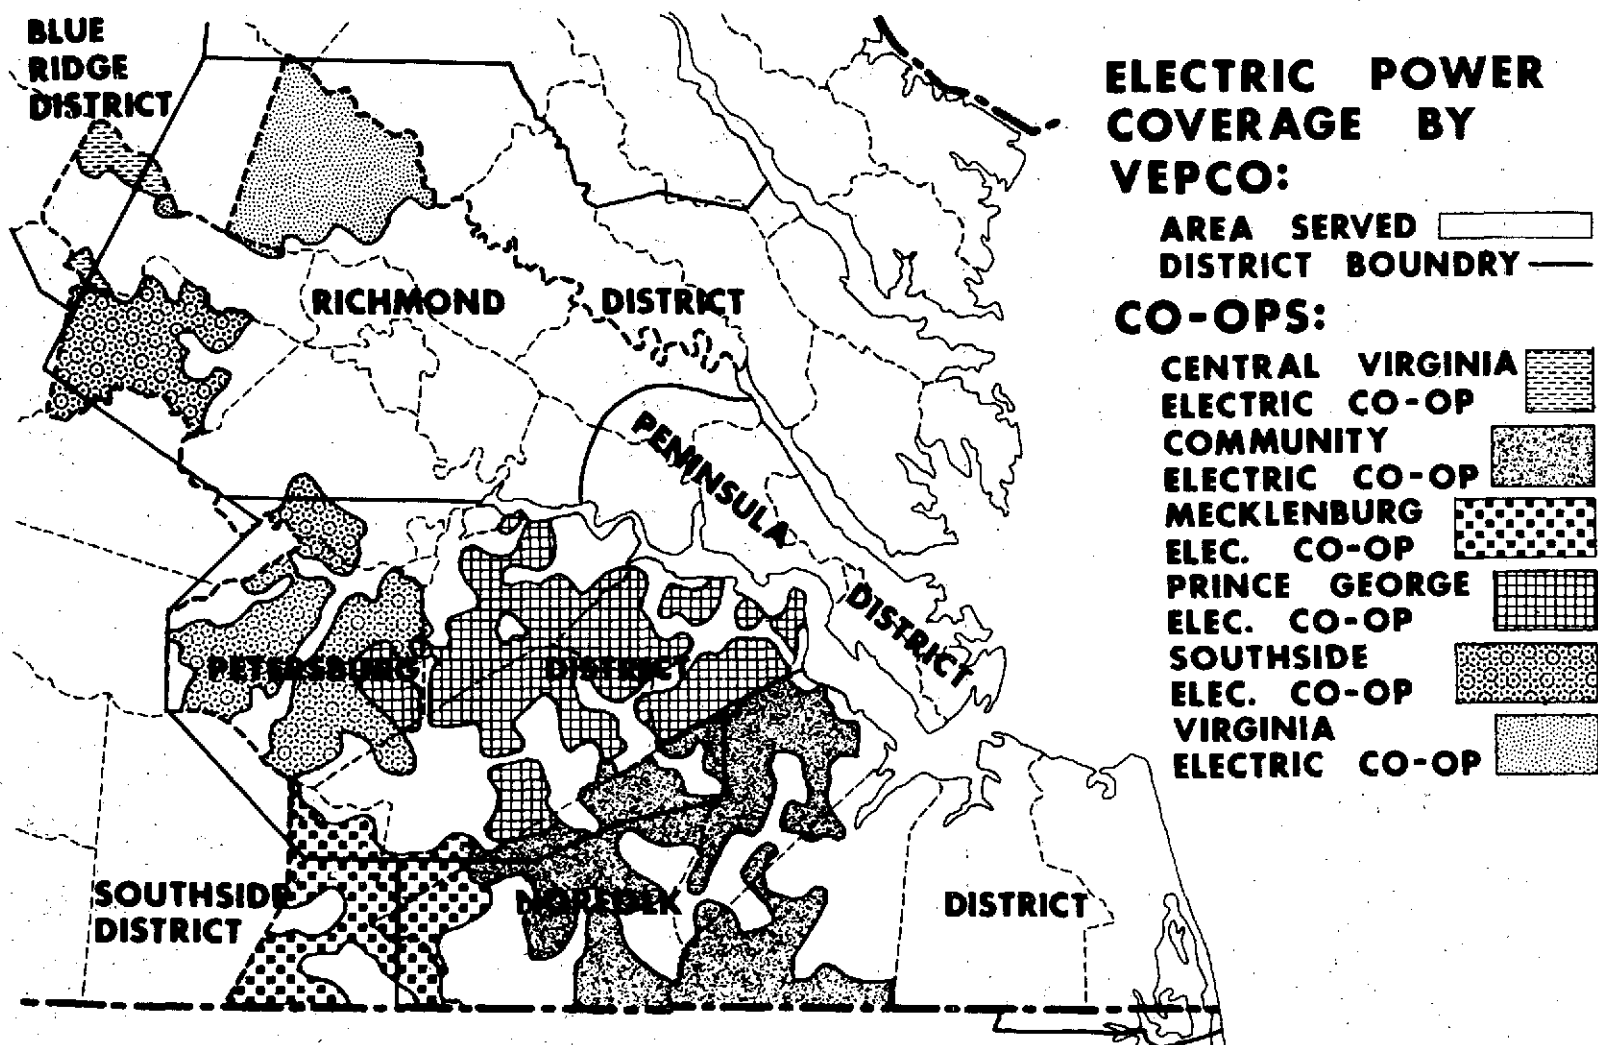 BLUE
RIDGE
DISTRICT
ELECTRIC POWER
COVERAGE BY
VEPCO:
AREA SERVED
DISTRICT BOUNDRY
CO-OPS:
CENTRAL VIRGINIA
ELECTRIC CO-OP
COMMUNITY
ELECTRIC CO-OP
MECKLENBURG
ELEC. CO-OP
PRINCE GEORGE
ELEC. CO-OP
SOUTHSIDE
ELEC. CO-OP
VIRGINIA
ELECTRIC CO-OP
RICHMOND DISTRICT
PENINSULA DISTRICT
PETERSBURG DISTRICT
SOUTHSIDE
DISTRICT
NORFOLK DISTRICT